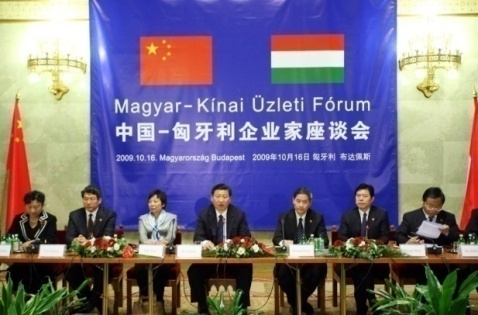 Magyar-Kínai Üzleti Fórum
中国-匈牙利企业家座谈会
2009.10.16. Magyarország Budapest 2009年10月16日 匈牙利 布达佩斯